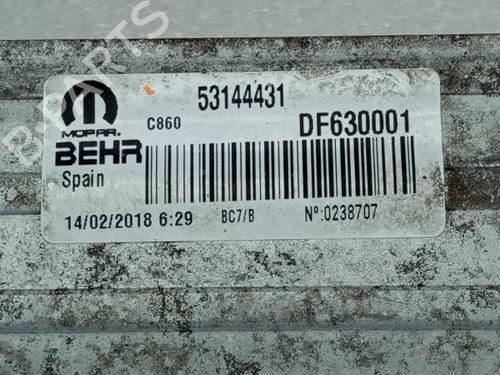 53144431
C860
MOPAR.
DF630001
BEHR
Spain
14/02/2018 6:29
BC7/B
Nº:0238707